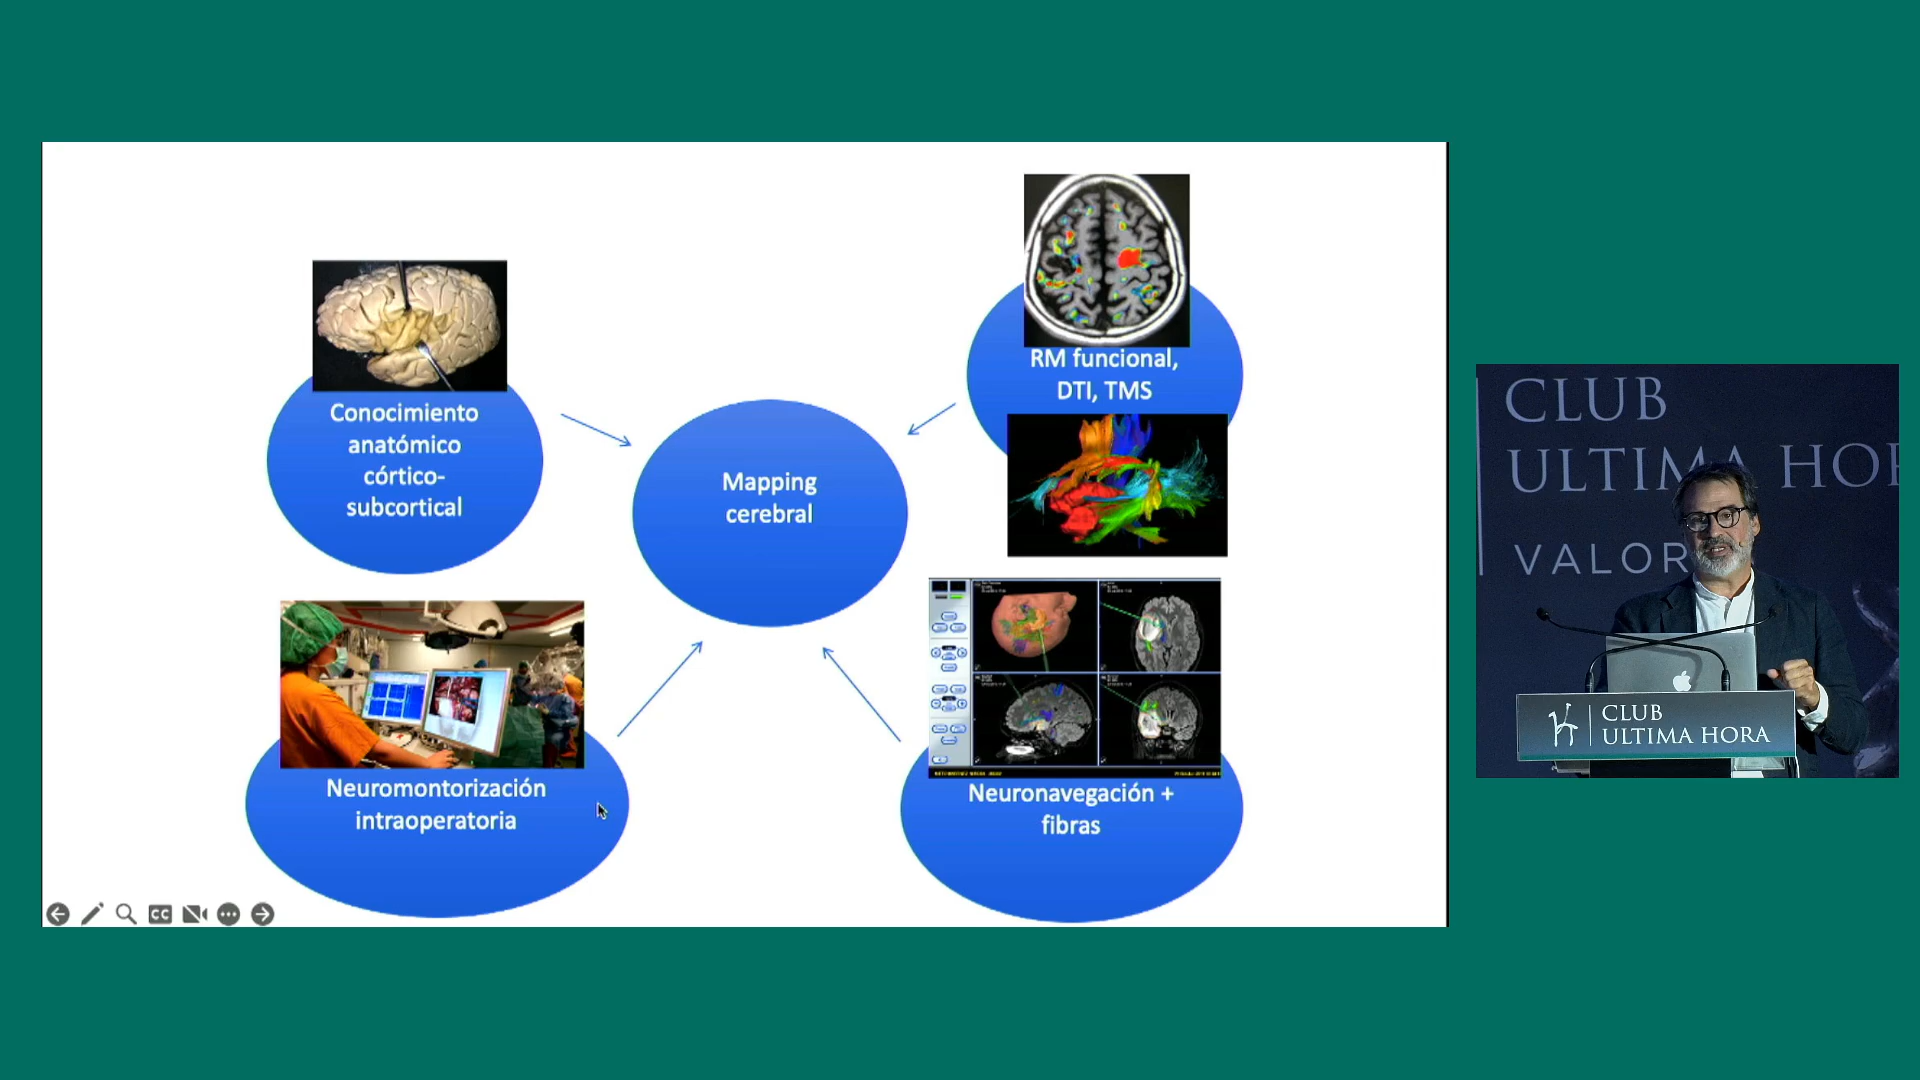 RM funcional,
DTI, TMS
Conocimiento
anatómico
córtico-
subcortical
Mapping
cerebral
Neuromontorización
intraoperatoria
Neuronavegación +
fibras
CC
CLUB
ULTIMA HOR
VALOR
CLUB
ULTIMA HORA